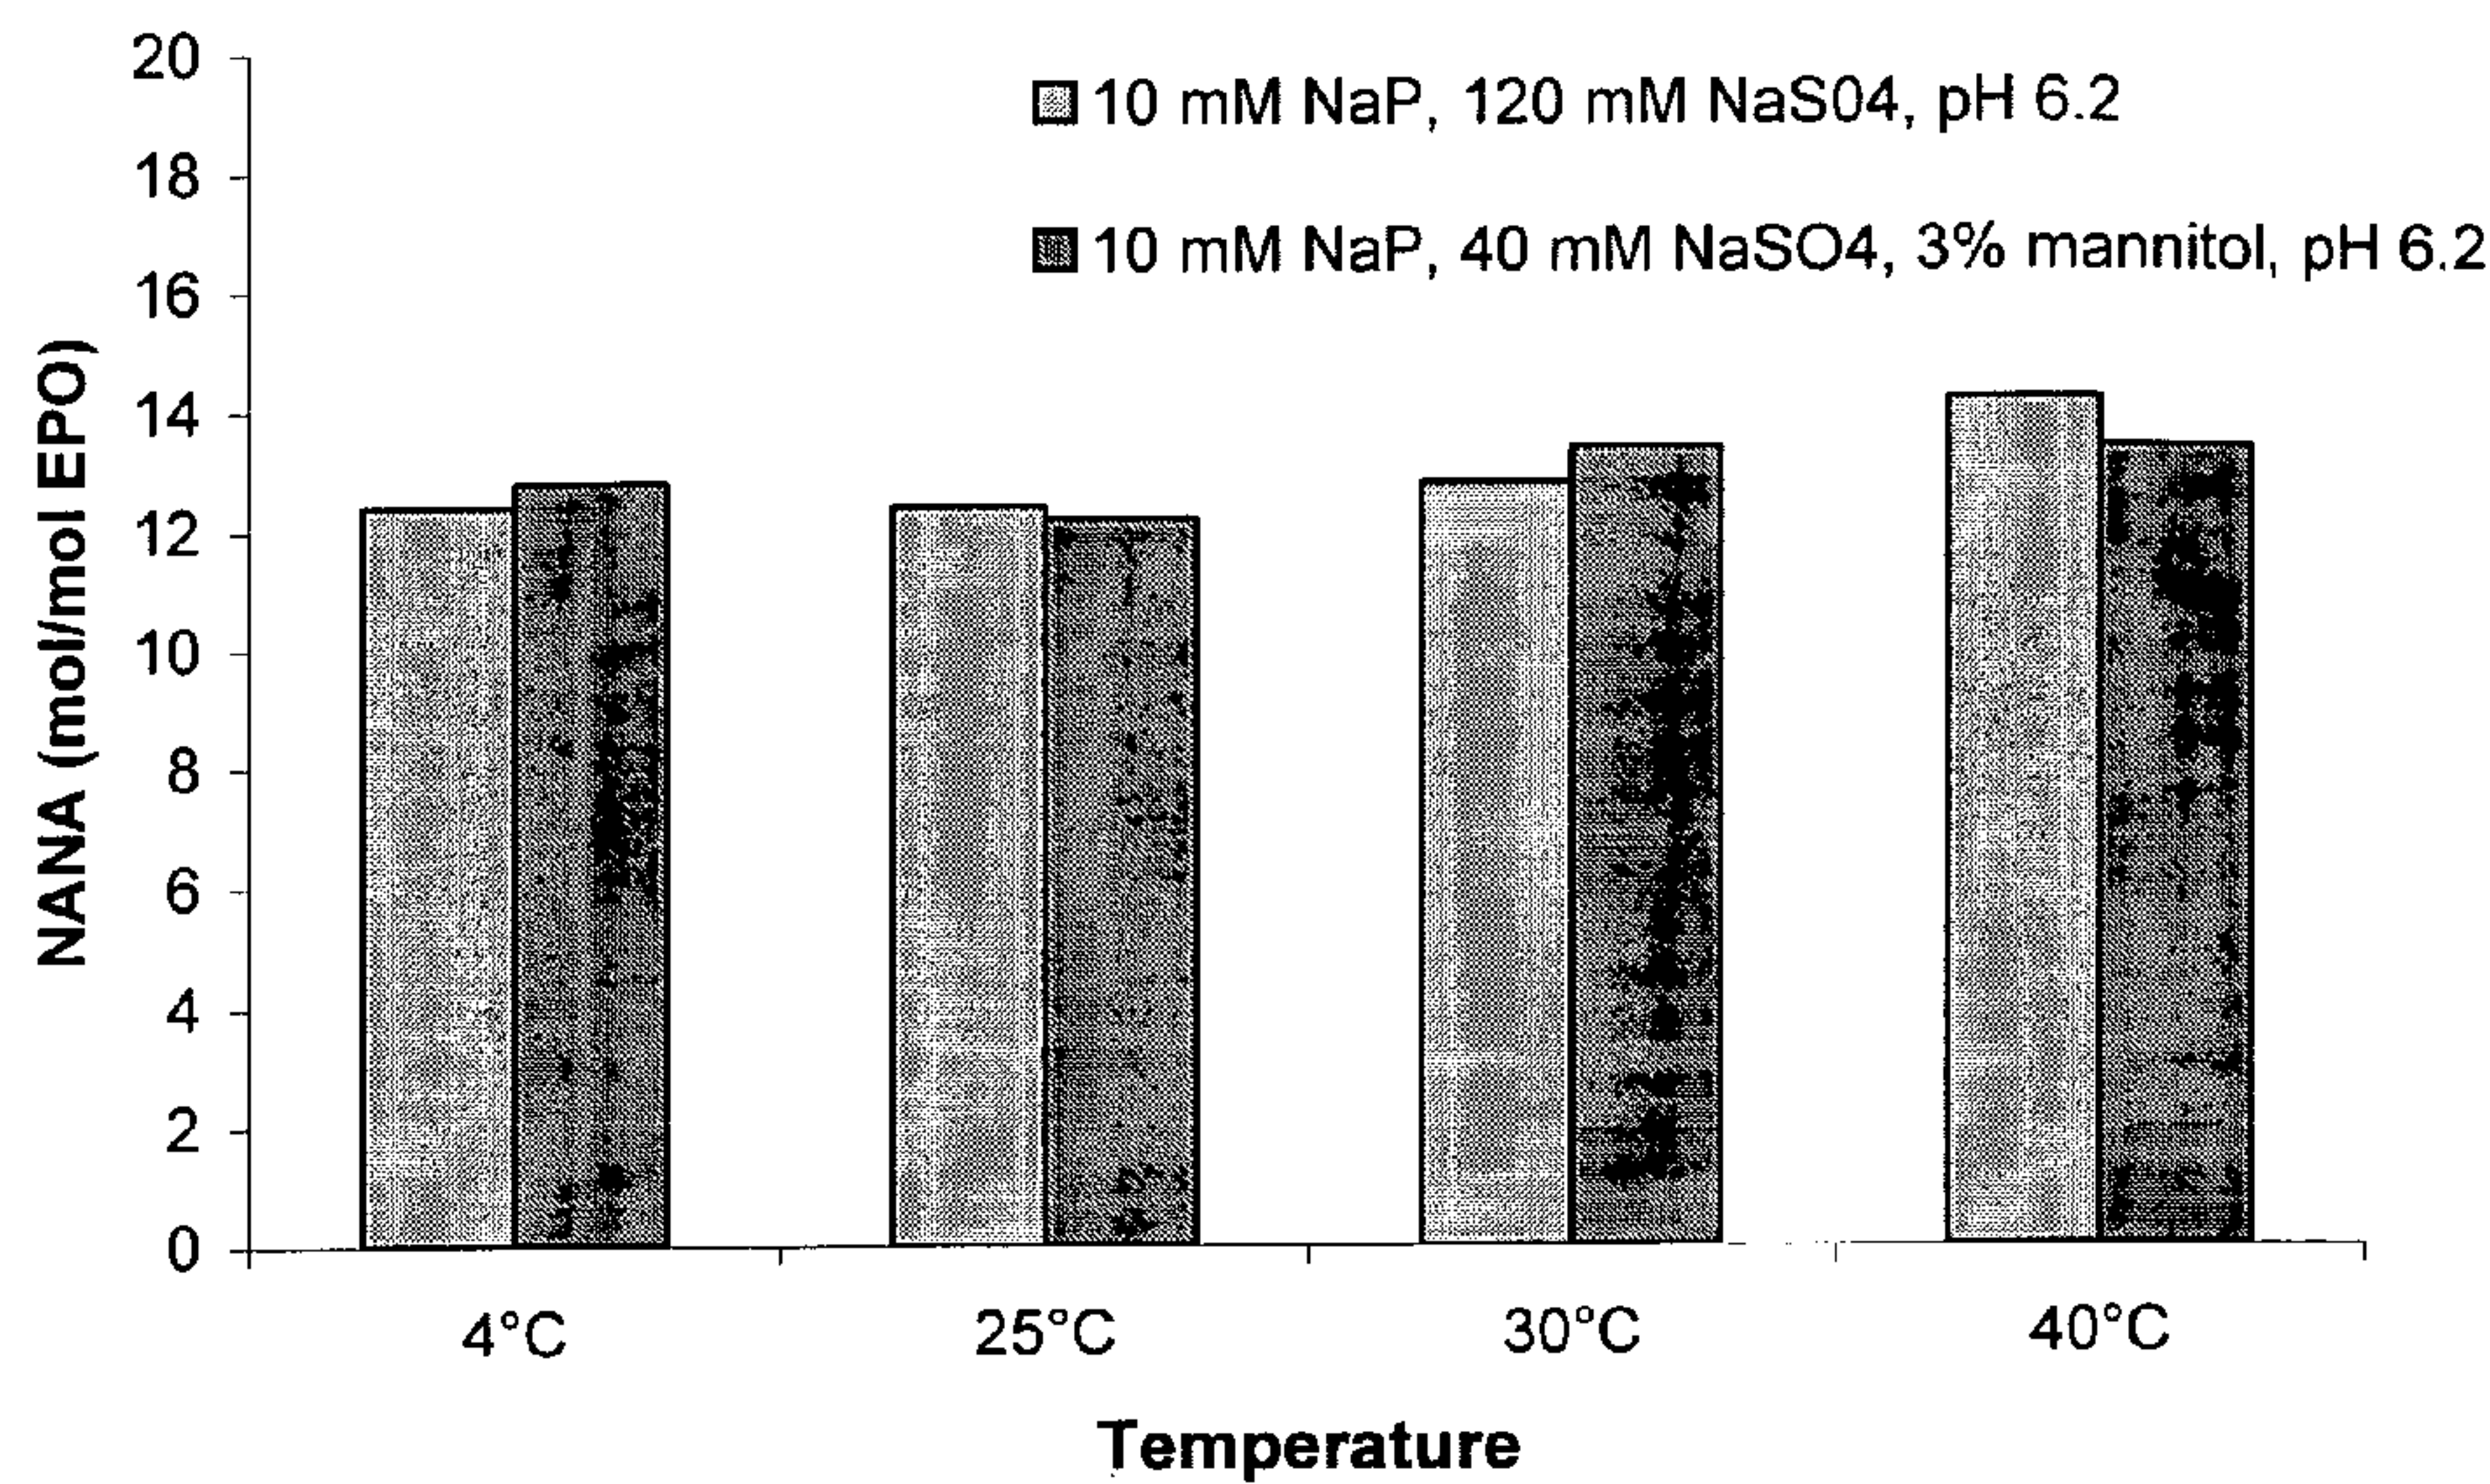 20
10 mM NaP, 120 mM NaS04, pH 6.2
18
10 mM NaP, 40 mM NaSO4, 3% mannitol, pH 6.2
16
14
12
10
8
6
4
2
0
NANA (mol/mol EPO)
4°C 25°C 30°C 40°C
Temperature